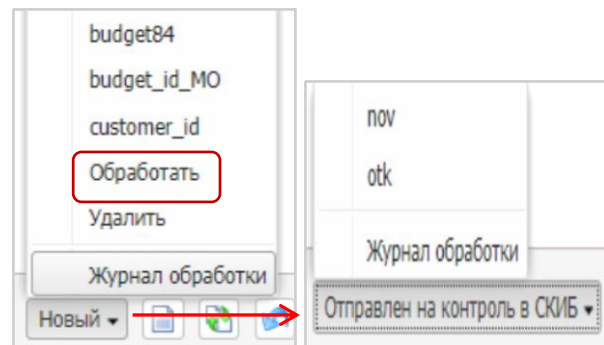 budget84
budget_id_MO
customer_id
Обработать
Удалить
Журнал обработки
Новый
nov
otk
Журнал обработки
Отправлен на контроль в СКИБ